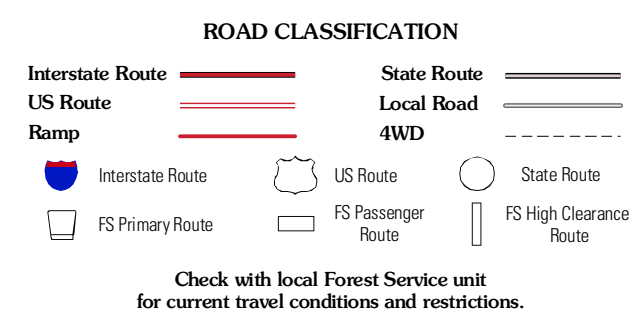 ROAD CLASSIFICATION
Interstate Route
State Route
US Route
Local Road
Ramp
4WD
Interstate Route
US Route
State Route
FS Primary Route
FS Passenger
Route
FS High Clearance
Route
Check with local Forest Service unit
for current travel conditions and restrictions.